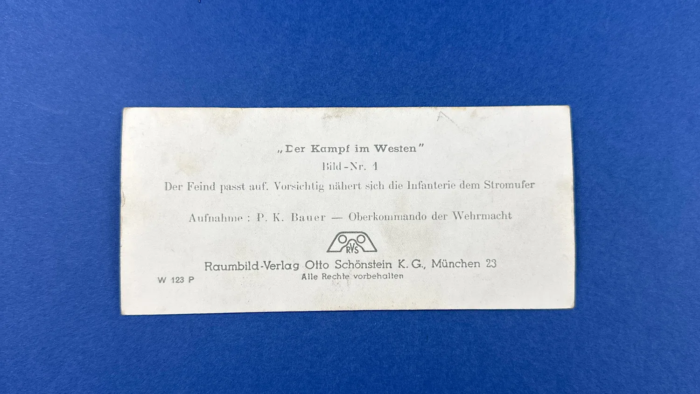 „Der Kampf im Westen”
Bild-Nr. 1
Der Feind passt auf. Vorsichtig nähert sich die Infanterie dem Stromufer
Aufnahme : P. K. Bauer — Oberkommando der Wehrmacht
RVS
Raumbild-Verlag Otto Schönstein K. G., München 23
Alle Rechte vorbehalten
W 123 P